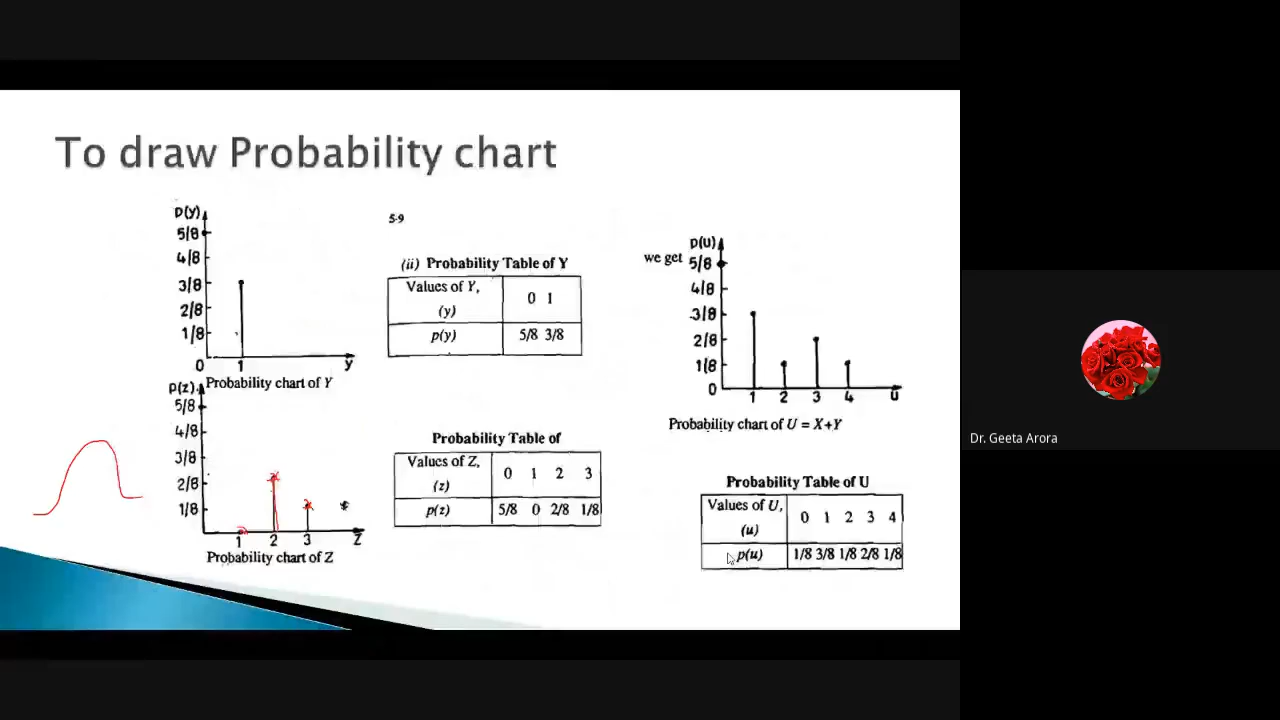 To draw Probability chart
p(y)
5/8
4/8
3/8
2/8
1/8
0
1
y
Probability chart of Y
5·9
(ii) Probability Table of Y
Values of Y,
(y)
0 1
p(y)
5/8 3/8
we get
p(u)
5/8
4/8
3/8
2/8
1/8
0
1
2
3
4
U
Probability chart of U = X+Y
p(z)
5/8
4/8
3/8
2/8
1/8
1
2
3
Z
Probability chart of Z
Probability Table of
Values of Z,
(z)
0 1 2 3
p(z)
5/8 0 2/8 1/8
Probability Table of U
Values of U,
(u)
0 1 2 3 4
p(u)
1/8 3/8 1/8 2/8 1/8
Dr. Geeta Arora